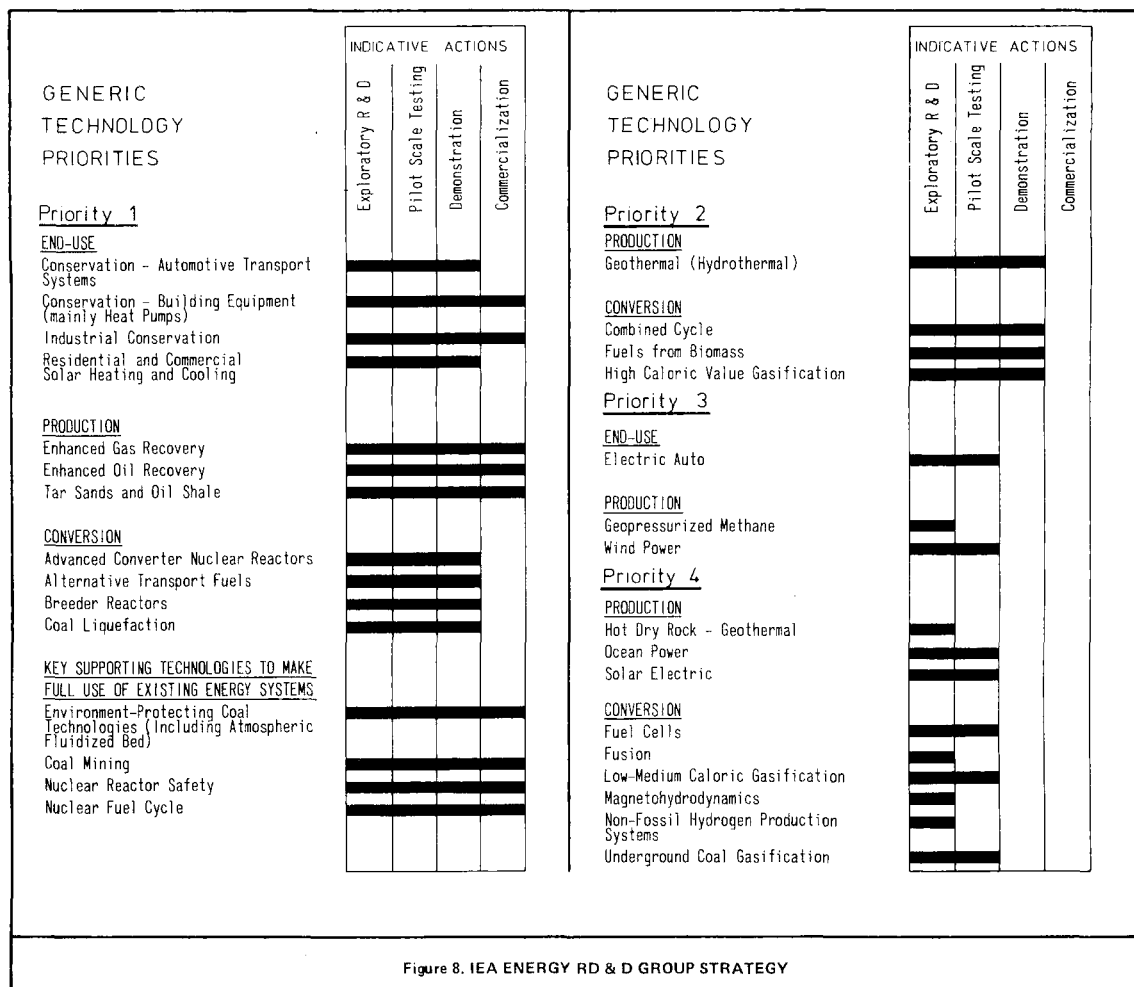 INDICATIVE ACTIONS
GENERIC
TECHNOLOGY
PRIORITIES
Exploratory R & D
Pilot Scale Testing
Demonstration
Commercialization
Priority 1
END-USE
Conservation - Automotive Transport
Systems
Conservation - Building Equipment
(mainly Heat Pumps)
Industrial Conservation
Residential and Commercial
Solar Heating and Cooling
PRODUCTION
Enhanced Gas Recovery
Enhanced Oil Recovery
Tar Sands and Oil Shale
CONVERSION
Advanced Converter Nuclear Reactors
Alternative Transport Fuels
Breeder Reactors
Coal Liquefaction
KEY SUPPORTING TECHNOLOGIES TO MAKE
FULL USE OF EXISTING ENERGY SYSTEMS
Environment-Protecting Coal
Technologies (Including Atmospheric
Fluidized Bed)
Coal Mining
Nuclear Reactor Safety
Nuclear Fuel Cycle
INDICATIVE ACTIONS
GENERIC
TECHNOLOGY
PRIORITIES
Exploratory R & D
Pilot Scale Testing
Demonstration
Commercialization
Priority 2
PRODUCTION
Geothermal (Hydrothermal)
CONVERSION
Combined Cycle
Fuels from Biomass
High Caloric Value Gasification
Priority 3
END-USE
Electric Auto
PRODUCTION
Geopressurized Methane
Wind Power
Priority 4
PRODUCTION
Hot Dry Rock - Geothermal
Ocean Power
Solar Electric
CONVERSION
Fuel Cells
Fusion
Low-Medium Caloric Gasification
Magnetohydrodynamics
Non-Fossil Hydrogen Production
Systems
Underground Coal Gasification
Figure 8. IEA ENERGY RD & D GROUP STRATEGY